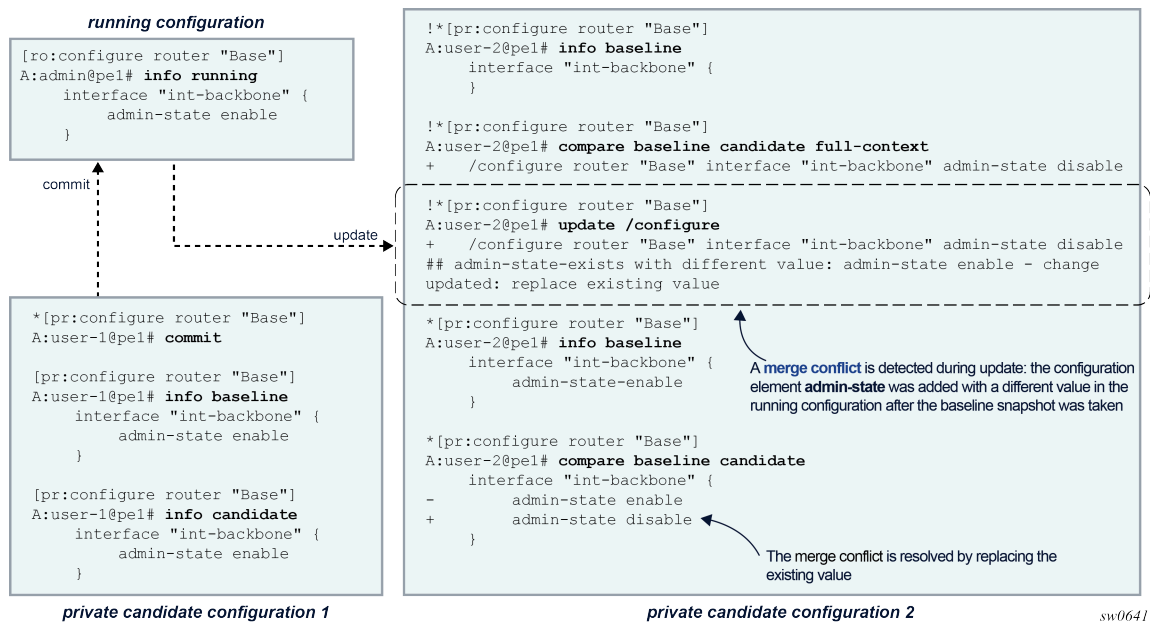 running configuration
[ro:configure router "Base"]
A:admin@pe1# info running
interface "int-backbone" {
admin-state enable
}
commit
update
*[pr:configure router "Base"]
A:user-1@pe1# commit
[pr:configure router "Base"]
A:user-1@pe1# info baseline
interface "int-backbone" {
admin-state enable
}
[pr:configure router "Base"]
A:user-1@pe1# info candidate
interface "int-backbone" {
admin-state enable
}
private candidate configuration 1
!*[pr:configure router "Base"]
A:user-2@pe1# info baseline
interface "int-backbone" {
}
!*[pr:configure router "Base"]
A:user-2@pe1# compare baseline candidate full-context
+ /configure router "Base" interface "int-backbone" admin-state disable
!*[pr:configure router "Base"]
A:user-2@pe1# update /configure
+ /configure router "Base" interface "int-backbone" admin-state disable
## admin-state-exists with different value: admin-state enable - change
updated: replace existing value
*[pr:configure router "Base"]
A:user-2@pe1# info baseline
interface "int-backbone" {
admin-state-enable
}
A merge conflict is detected during update: the configuration
element admin-state was added with a different value in the
running configuration after the baseline snapshot was taken
*[pr:configure router "Base"]
A:user-2@pe1# compare baseline candidate
interface "int-backbone" {
- admin-state enable
+ admin-state disable
}
The merge conflict is resolved by replacing the
existing value
private candidate configuration 2
sw0641